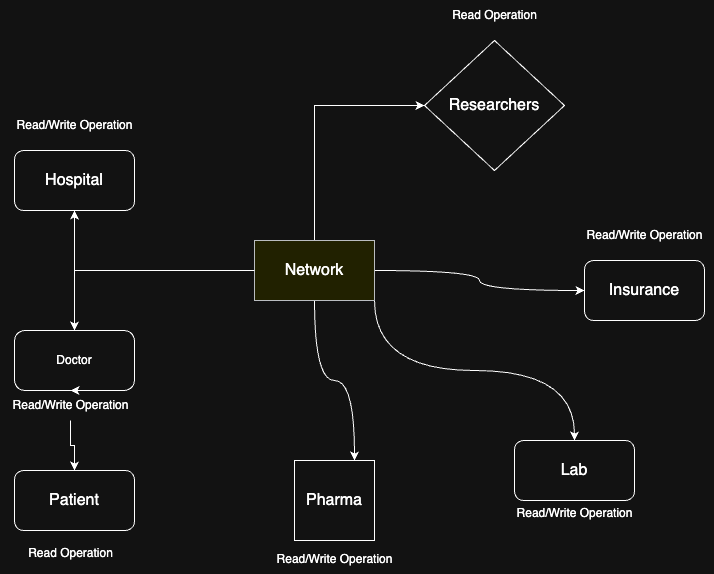 Read Operation
Researchers
Read/Write Operation
Hospital
Read/Write Operation
Network
Insurance
Doctor
Read/Write Operation
Lab
Patient
Pharma
Read/Write Operation
Read Operation
Read/Write Operation